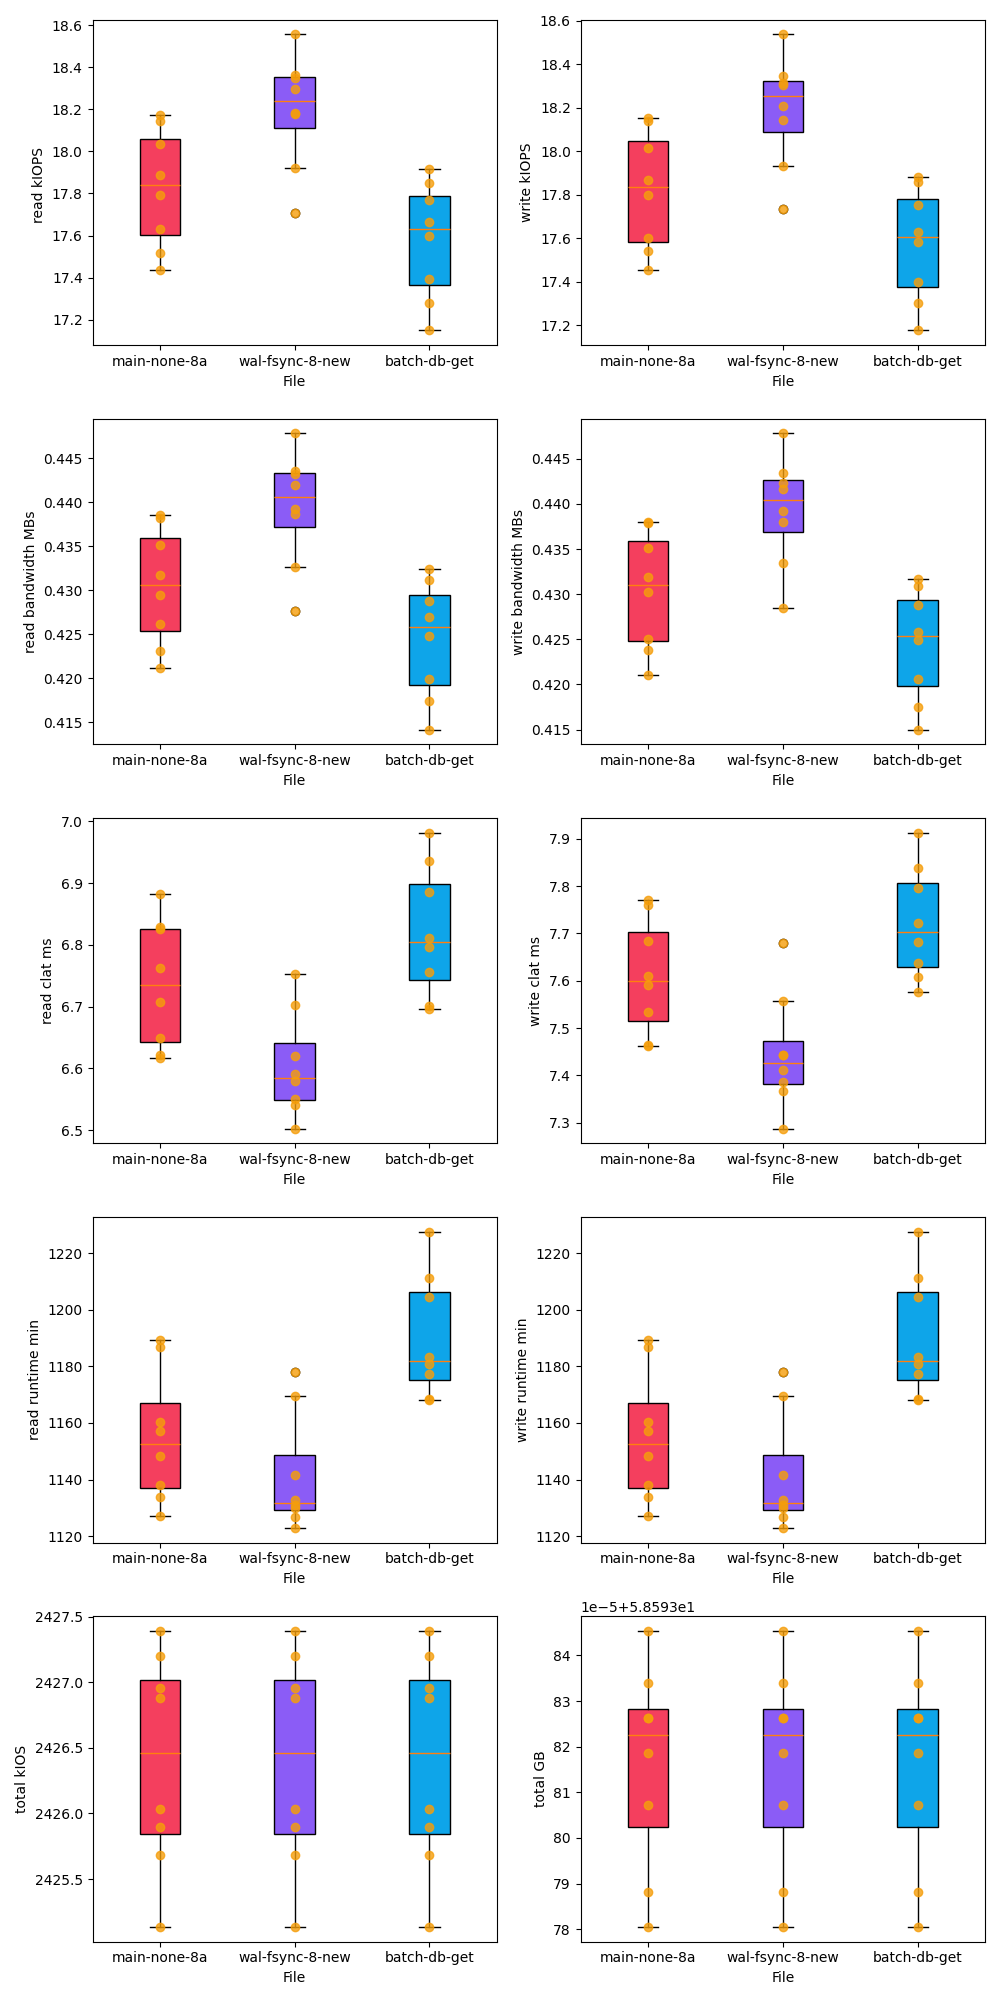 read kIOPS
18.6
18.4
18.2
18.0
17.8
17.6
17.4
17.2
main-none-8a wal-fsync-8-new batch-db-get
File
write kIOPS
18.6
18.4
18.2
18.0
17.8
17.6
17.4
17.2
main-none-8a wal-fsync-8-new batch-db-get
File
read bandwidth MBs
0.445
0.440
0.435
0.430
0.425
0.420
0.415
main-none-8a wal-fsync-8-new batch-db-get
File
write bandwidth MBs
0.445
0.440
0.435
0.430
0.425
0.420
0.415
main-none-8a wal-fsync-8-new batch-db-get
File
read clat ms
7.0
6.9
6.8
6.7
6.6
6.5
main-none-8a wal-fsync-8-new batch-db-get
File
write clat ms
7.9
7.8
7.7
7.6
7.5
7.4
7.3
main-none-8a wal-fsync-8-new batch-db-get
File
read runtime min
1220
1200
1180
1160
1140
1120
main-none-8a wal-fsync-8-new batch-db-get
File
write runtime min
1220
1200
1180
1160
1140
1120
main-none-8a wal-fsync-8-new batch-db-get
File
total kIOS
2427.5
2427.0
2426.5
2426.0
2425.5
main-none-8a wal-fsync-8-new batch-db-get
File
1e−5+5.8593e1
total GB
84
83
82
81
80
79
78
main-none-8a wal-fsync-8-new batch-db-get
File